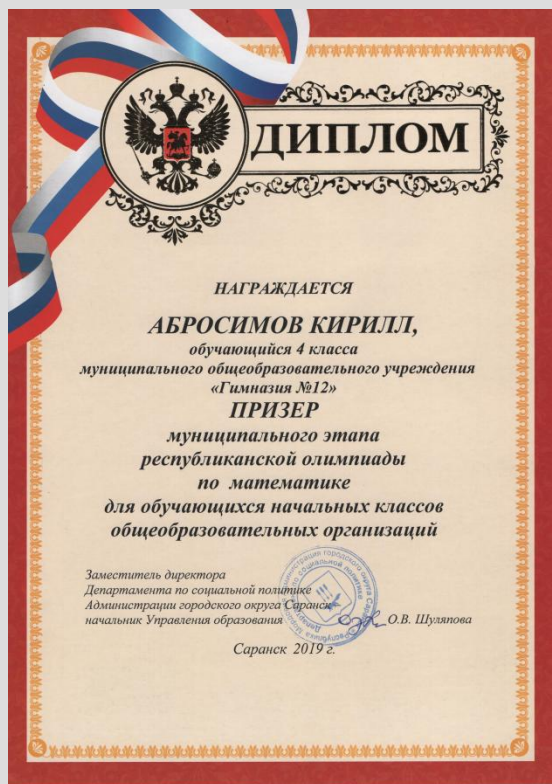 ДИПЛОМ
НАГРАЖДАЕТСЯ
АБРОСИМОВ КИРИЛЛ,
обучающийся 4 класса
муниципального общеобразовательного учреждения
«Гимназия №12»
ПРИЗЕР
муниципального этапа
республиканской олимпиады
по математике
для обучающихся начальных классов
общеобразовательных организаций
Заместитель директора
Департамента по социальной политике
Администрации городского округа Саранск
начальник Управления образования О.В. Шуляпова
Саранск 2019 г.